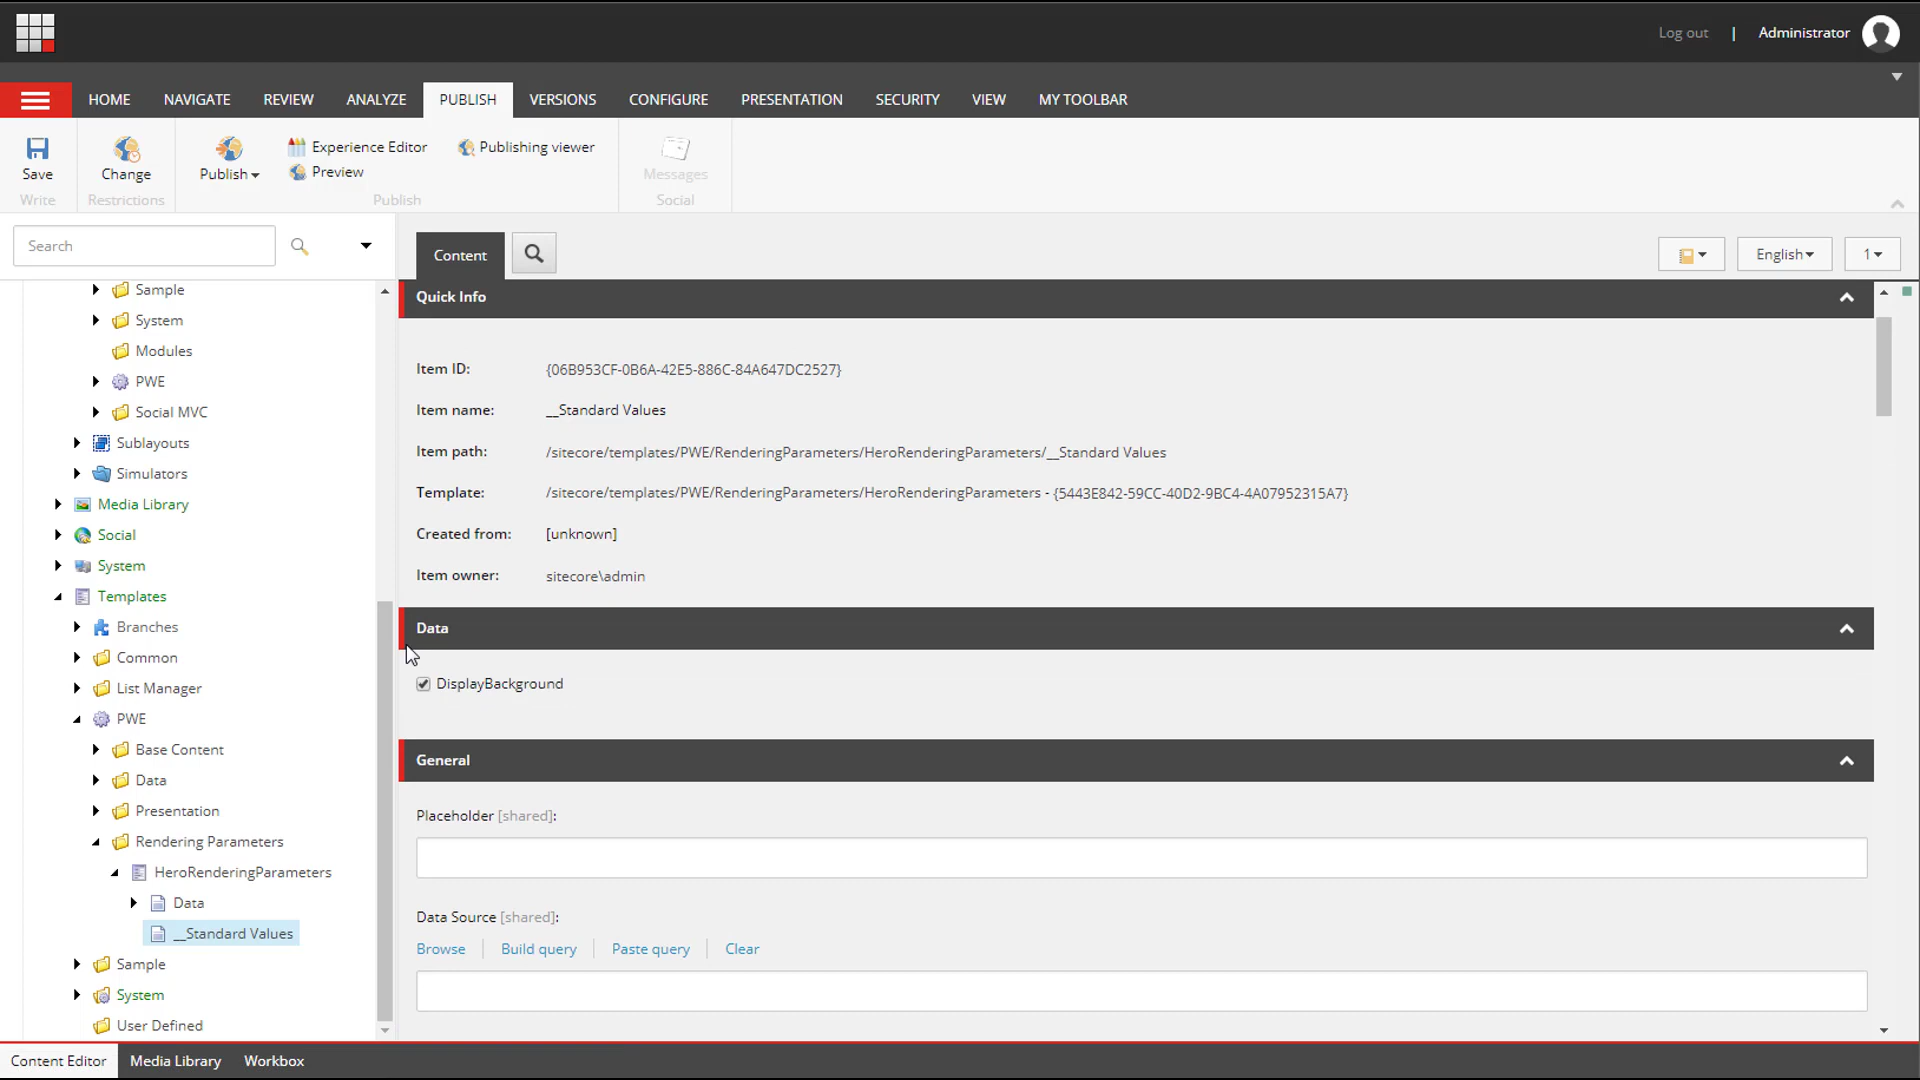 Log out | Administrator
HOME NAVIGATE REVIEW ANALYZE PUBLISH VERSIONS CONFIGURE PRESENTATION SECURITY VIEW MY TOOLBAR
Save
Write
Change
Restrictions
Publish
Experience Editor
Preview
Publishing viewer
Publish
Messages
Social
Search
Content
English
1
Sample
System
Modules
PWE
Social MVC
Sublayouts
Simulators
Media Library
Social
System
Templates
Branches
Common
List Manager
PWE
Base Content
Data
Presentation
Rendering Parameters
HeroRenderingParameters
Data
__Standard Values
Sample
System
User Defined
Quick Info
Item ID: {06B953CF-0B6A-42E5-886C-84A647DC2527}
Item name: __Standard Values
Item path: /sitecore/templates/PWE/RenderingParameters/HeroRenderingParameters/__Standard Values
Template: /sitecore/templates/PWE/RenderingParameters/HeroRenderingParameters - {5443E842-59CC-40D2-9BC4-4A07952315A7}
Created from: [unknown]
Item owner: sitecore\admin
Data
DisplayBackground
General
Placeholder [shared]:
Data Source [shared]:
Browse Build query Paste query Clear
Content Editor Media Library Workbox